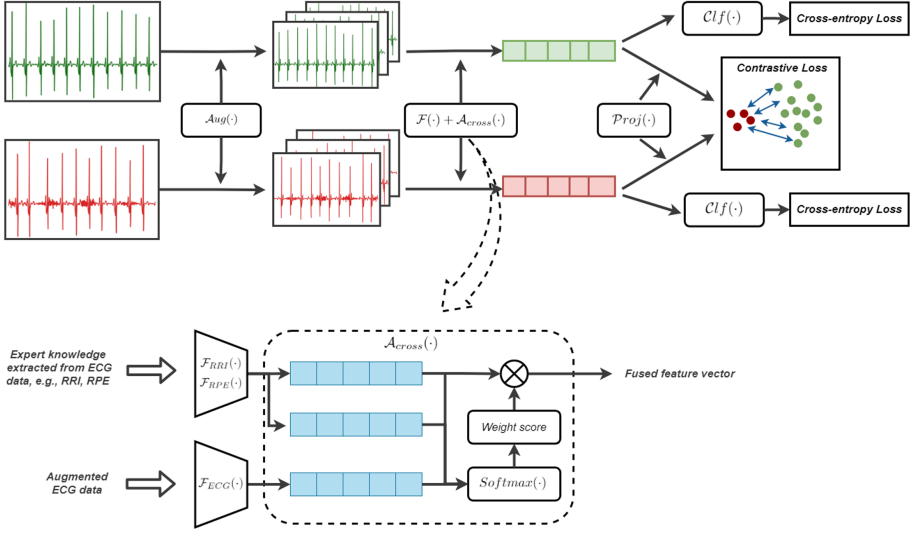 Clf(·)
Cross-entropy Loss
Contrastive Loss
Aug(·)
F(·) + A_cross(·)
Proj(·)
Clf(·)
Cross-entropy Loss
A_cross(·)
Expert knowledge
extracted from ECG
data, e.g., RRI, RPE
F_RRI(·)
F_RPE(·)
Fused feature vector
Weight score
Augmented
ECG data
F_ECG(·)
Softmax(·)